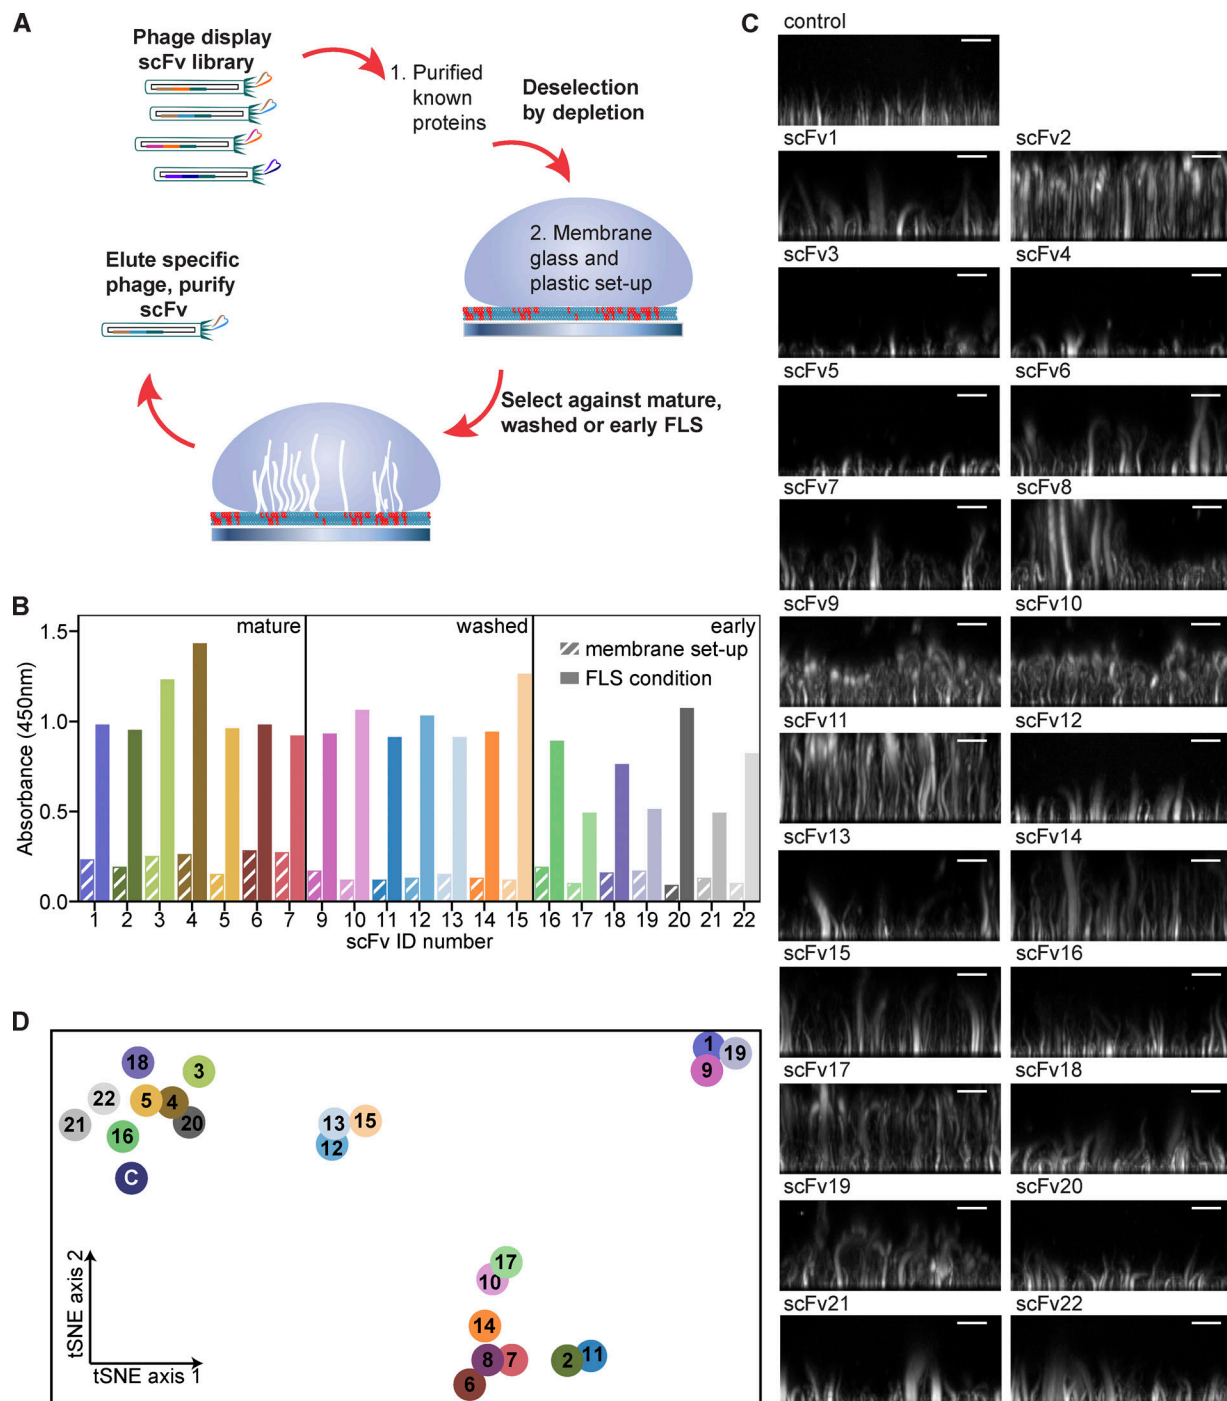 A
Phage display
scFv library
1. Purified
known
proteins
Deselection
by depletion
2. Membrane
glass and
plastic set-up
Elute specific
phage, purify
scFv
Select against mature,
washed or early FLS
B
mature
washed
early
membrane set-up
FLS condition
Absorbance (450nm)
1.5
1.0
0.5
0.0
1 2 3 4 5 6 7 9 10 11 12 13 14 15 16 17 18 19 20 21 22
scFv ID number
C
control
scFv1 scFv2
scFv3 scFv4
scFv5 scFv6
scFv7 scFv8
scFv9 scFv10
scFv11 scFv12
scFv13 scFv14
scFv15 scFv16
scFv17 scFv18
scFv19 scFv20
scFv21 scFv22
D
18 3 1 19
22 5 4 9
21 16 20 13 15
12
C
17
10
14
8 7 2 11
6
tSNE axis 2
tSNE axis 1